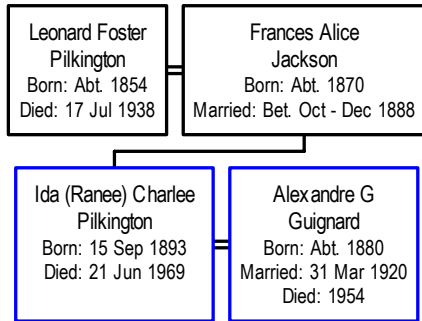 Leonard Foster
Pilkington
Born: Abt. 1854
Died: 17 Jul 1938
Frances Alice
Jackson
Born: Abt. 1870
Married: Bet. Oct - Dec 1888
Ida (Ranee) Charlee
Pilkington
Born: 15 Sep 1893
Died: 21 Jun 1969
Alexandre G
Guignard
Born: Abt. 1880
Married: 31 Mar 1920
Died: 1954